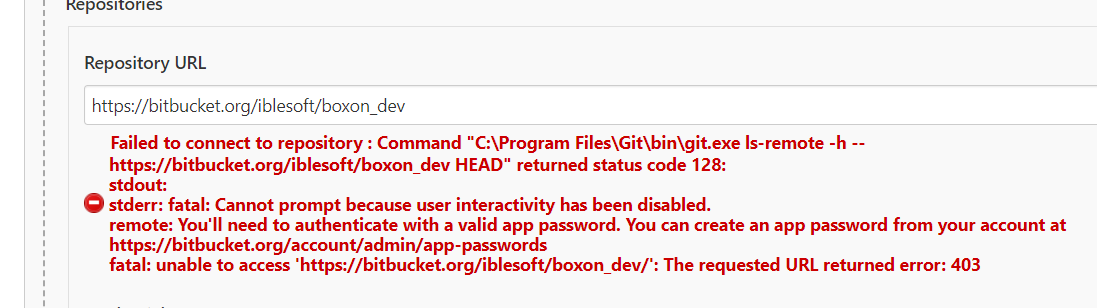 Repositories
Repository URL
https://bitbucket.org/iblesoft/boxon_dev
Failed to connect to repository : Command "C:\Program Files\Git\bin\git.exe ls-remote -h --
https://bitbucket.org/iblesoft/boxon_dev HEAD" returned status code 128:
stdout:
stderr: fatal: Cannot prompt because user interactivity has been disabled.
remote: You'll need to authenticate with a valid app password. You can create an app password from your account at
https://bitbucket.org/account/admin/app-passwords
fatal: unable to access 'https://bitbucket.org/iblesoft/boxon_dev/': The requested URL returned error: 403